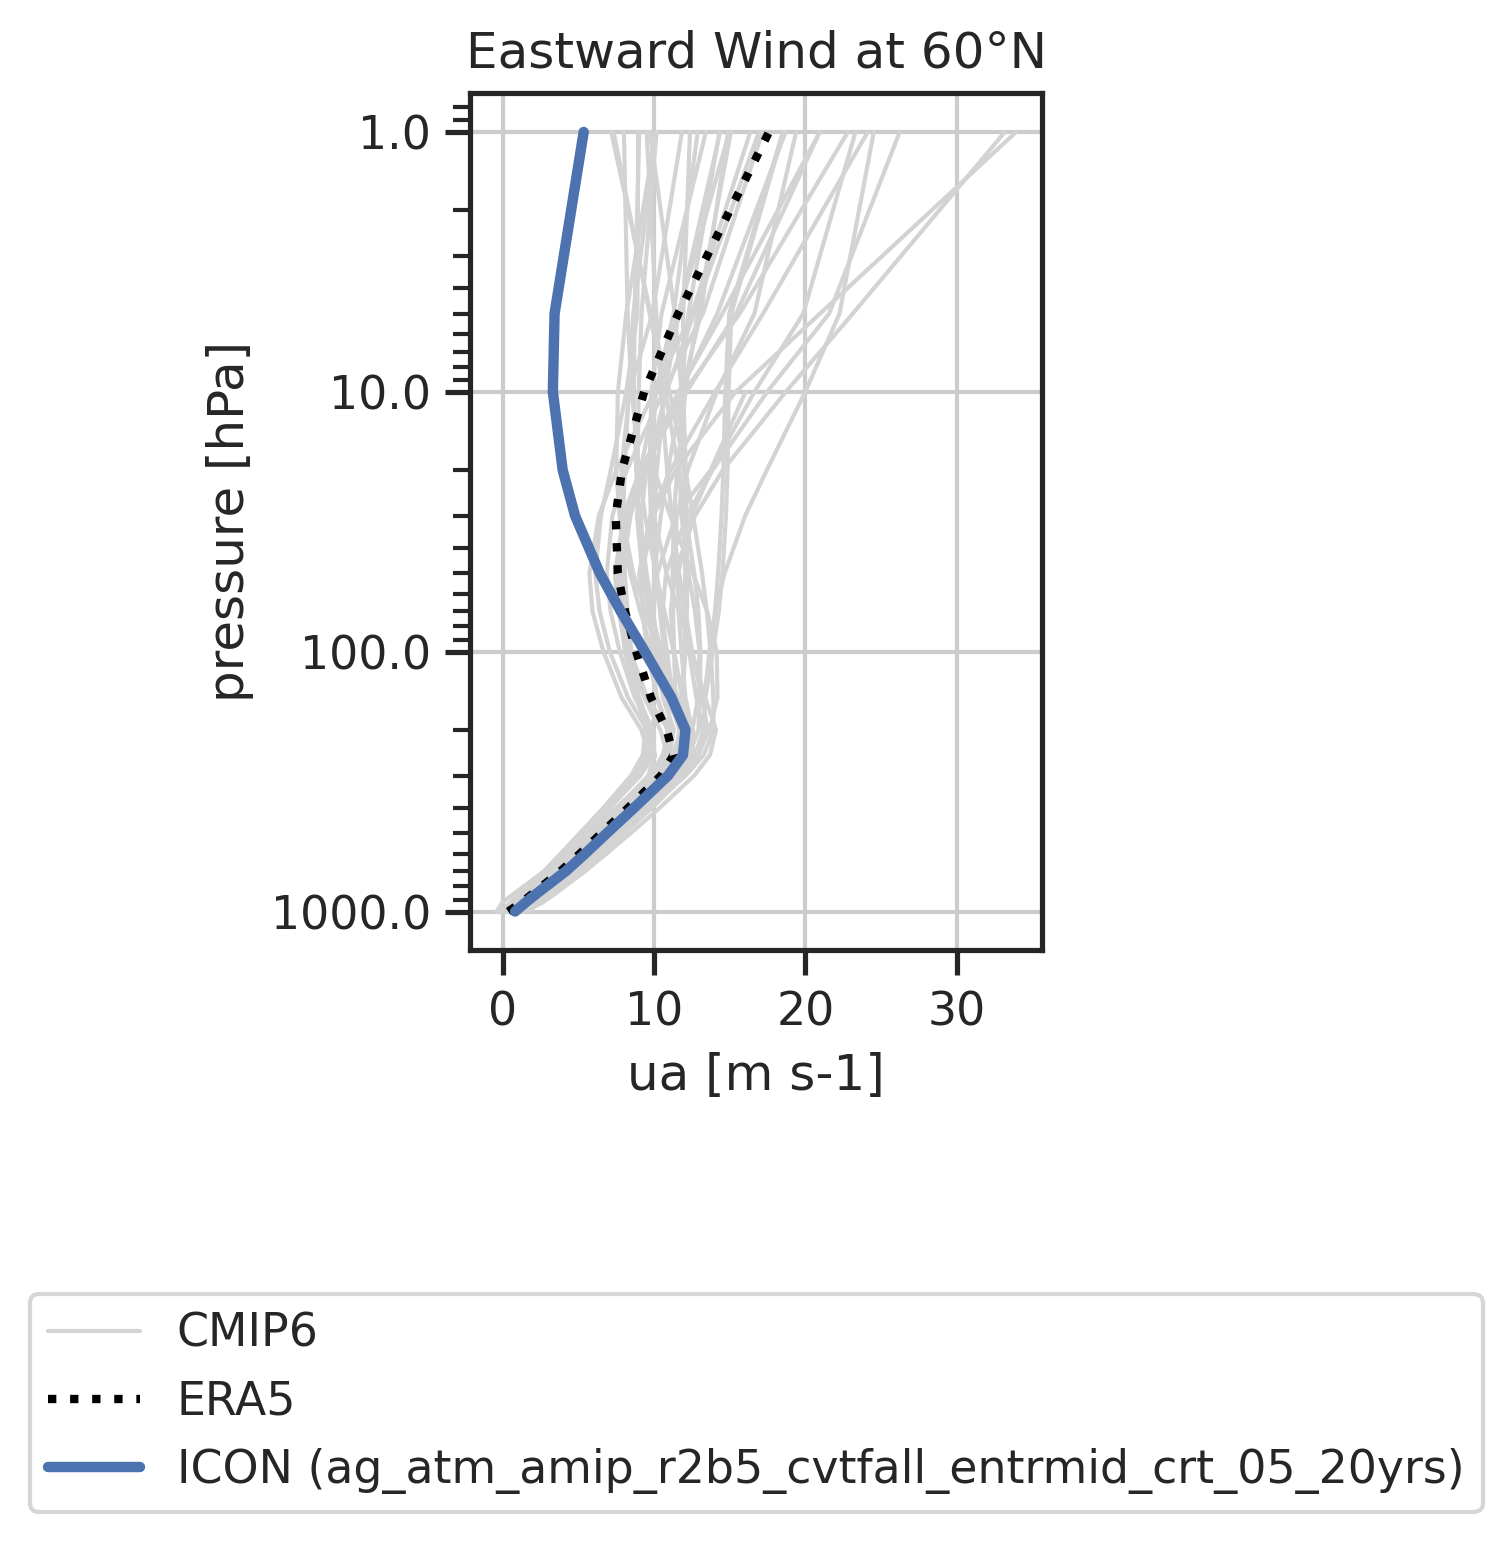 Eastward Wind at 60°N
1.0
10.0
100.0
1000.0
pressure [hPa]
0 10 20 30
ua [m s-1]
CMIP6
ERA5
ICON (ag_atm_amip_r2b5_cvtfall_entrmid_crt_05_20yrs)